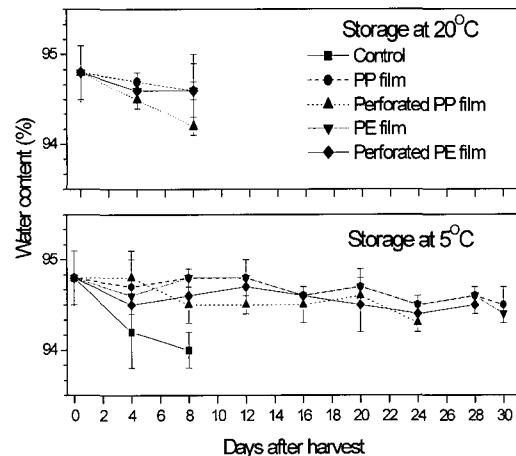 Storage at 20°C
Control
PP film
Perforated PP film
PE film
Perforated PE film
95
94
Water content (%)
Storage at 5°C
95
94
0 2 4 6 8 10 12 14 16 18 20 22 24 26 28 30
Days after harvest